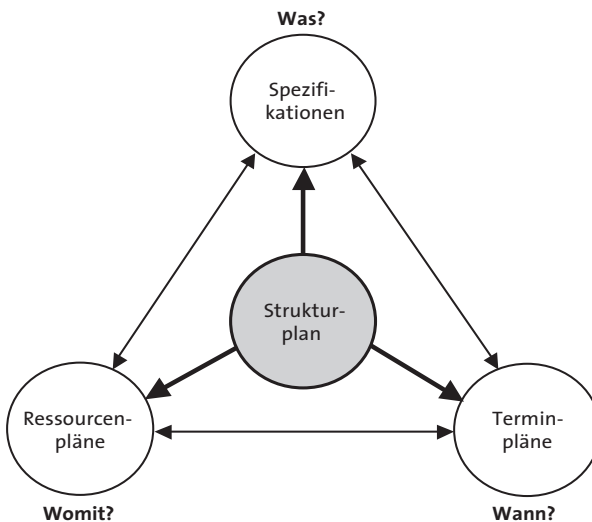 Was?
Spezifi-
kationen
Struktur-
plan
Ressourcen-
pläne
Termin-
pläne
Womit?
Wann?